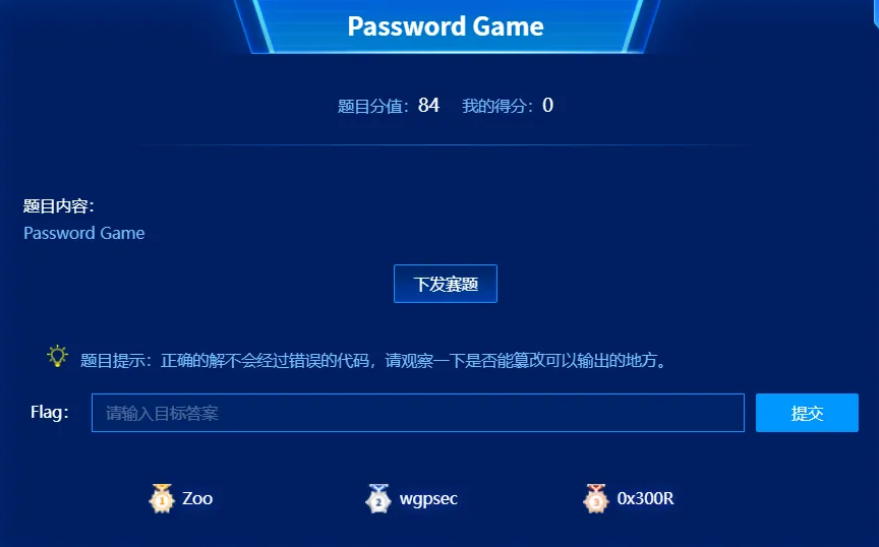 Password Game
题目分值：84 我的得分：0
题目内容：
Password Game
下发赛题
题目提示：正确的解不会经过错误的代码，请观察一下是否能篡改可以输出的地方。
Flag： 请输入目标答案 提交
1 Zoo 2 wgpsec 3 0x300R